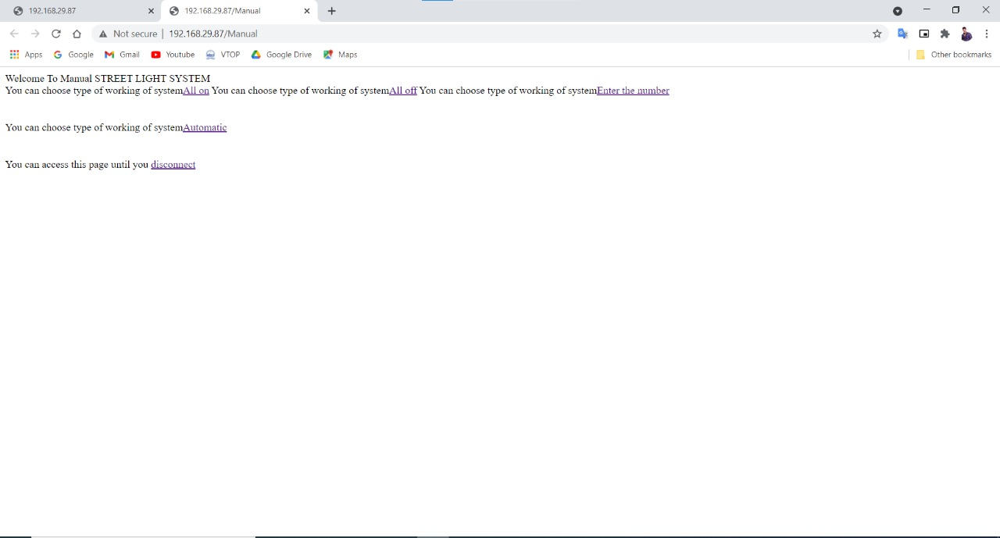 192.168.29.87
192.168.29.87/Manual
Not secure | 192.168.29.87/Manual
Apps Google Gmail Youtube VTOP Google Drive Maps Other bookmarks
Welcome To Manual STREET LIGHT SYSTEM
You can choose type of working of systemAll on You can choose type of working of systemAll off You can choose type of working of systemEnter the number
You can choose type of working of systemAutomatic
You can access this page until you disconnect